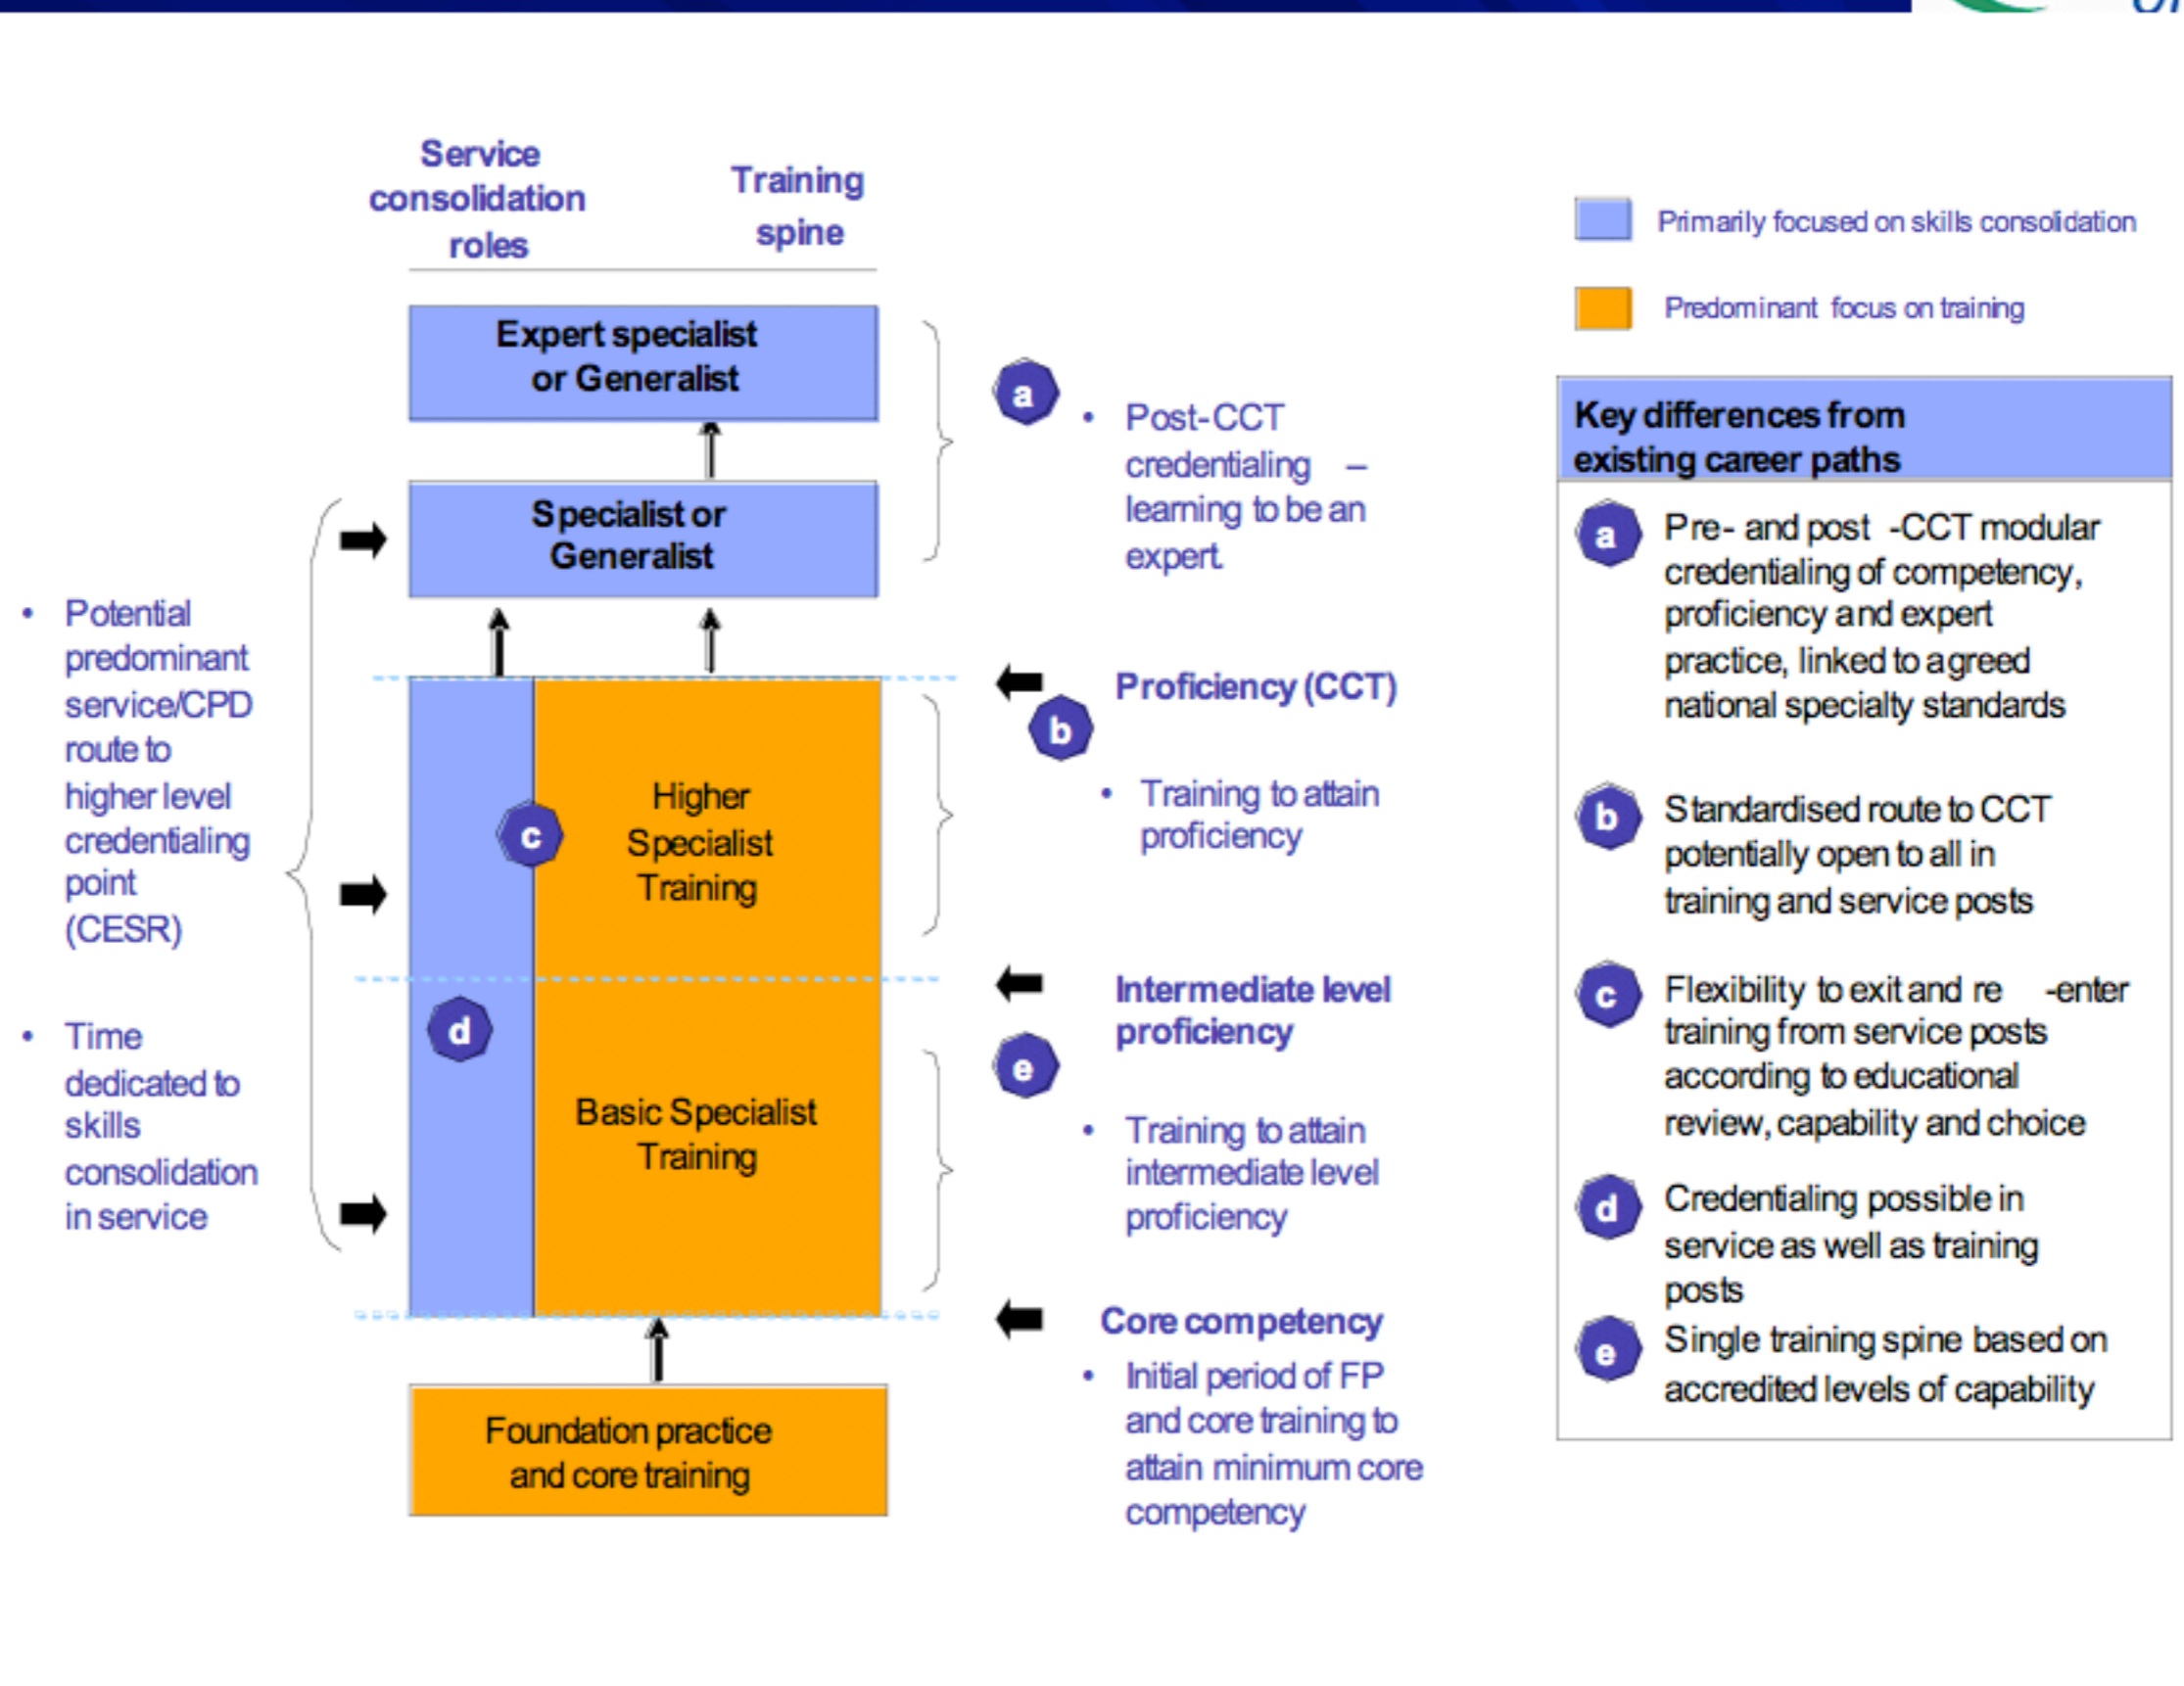 Service
consolidation
roles
Training
spine
Expert specialist
or Generalist
Specialist or
Generalist
Higher
Specialist
Training
Basic Specialist
Training
Foundation practice
and core training
c
d
• Potential
predominant
service/CPD
route to
higher level
credentialing
point
(CESR)
• Time
dedicated to
skills
consolidation
in service
a
• Post-CCT
credentialing –
learning to be an
expert.
Proficiency (CCT)
b
• Training to attain
proficiency
Intermediate level
proficiency
e
• Training to attain
intermediate level
proficiency
Core competency
• Initial period of FP
and core training to
attain minimum core
competency
Primarily focused on skills consolidation
Predominant focus on training
Key differences from
existing career paths
a Pre- and post -CCT modular
credentialing of competency,
proficiency and expert
practice, linked to agreed
national specialty standards
b Standardised route to CCT
potentially open to all in
training and service posts
c Flexibility to exit and re -enter
training from service posts
according to educational
review, capability and choice
d Credentialing possible in
service as well as training
posts
e Single training spine based on
accredited levels of capability